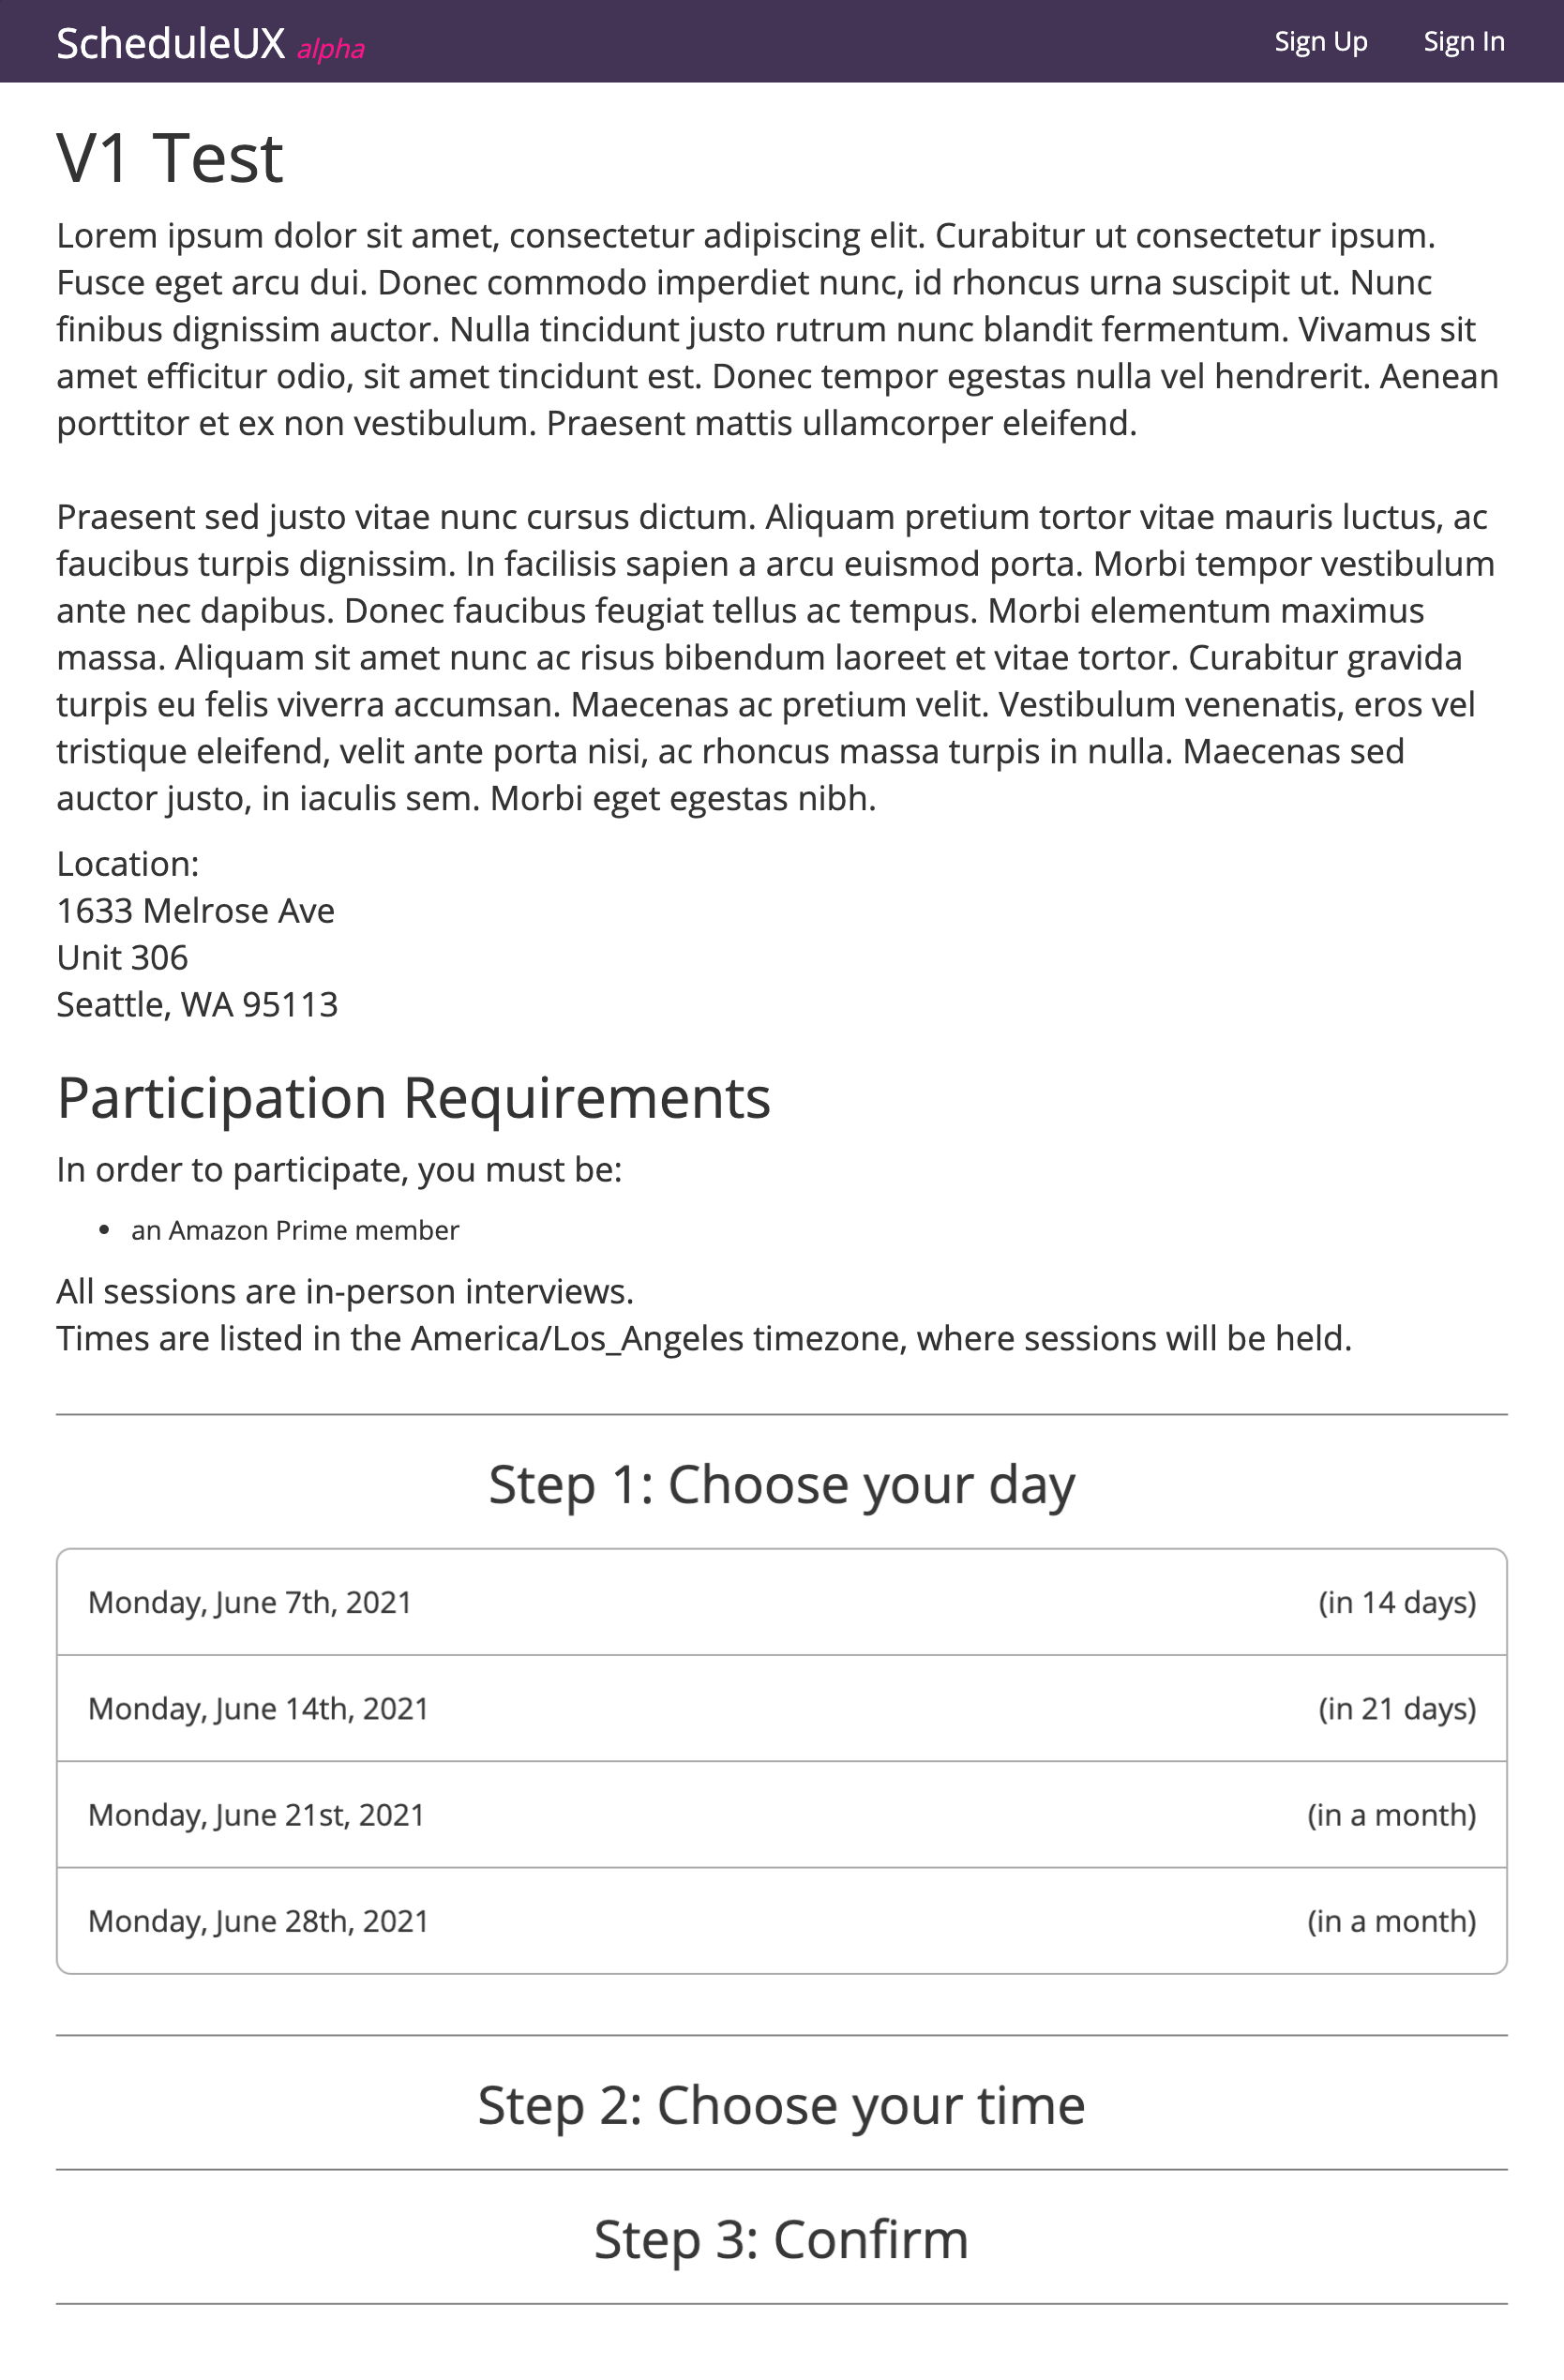 ScheduleUX alpha
Sign Up
Sign In
V1 Test
Lorem ipsum dolor sit amet, consectetur adipiscing elit. Curabitur ut consectetur ipsum.
Fusce eget arcu dui. Donec commodo imperdiet nunc, id rhoncus urna suscipit ut. Nunc
finibus dignissim auctor. Nulla tincidunt justo rutrum nunc blandit fermentum. Vivamus sit
amet efficitur odio, sit amet tincidunt est. Donec tempor egestas nulla vel hendrerit. Aenean
porttitor et ex non vestibulum. Praesent mattis ullamcorper eleifend.
Praesent sed justo vitae nunc cursus dictum. Aliquam pretium tortor vitae mauris luctus, ac
faucibus turpis dignissim. In facilisis sapien a arcu euismod porta. Morbi tempor vestibulum
ante nec dapibus. Donec faucibus feugiat tellus ac tempus. Morbi elementum maximus
massa. Aliquam sit amet nunc ac risus bibendum laoreet et vitae tortor. Curabitur gravida
turpis eu felis viverra accumsan. Maecenas ac pretium velit. Vestibulum venenatis, eros vel
tristique eleifend, velit ante porta nisi, ac rhoncus massa turpis in nulla. Maecenas sed
auctor justo, in iaculis sem. Morbi eget egestas nibh.
Location:
1633 Melrose Ave
Unit 306
Seattle, WA 95113
Participation Requirements
In order to participate, you must be:
• an Amazon Prime member
All sessions are in-person interviews.
Times are listed in the America/Los_Angeles timezone, where sessions will be held.
Step 1: Choose your day
Monday, June 7th, 2021 (in 14 days)
Monday, June 14th, 2021 (in 21 days)
Monday, June 21st, 2021 (in a month)
Monday, June 28th, 2021 (in a month)
Step 2: Choose your time
Step 3: Confirm